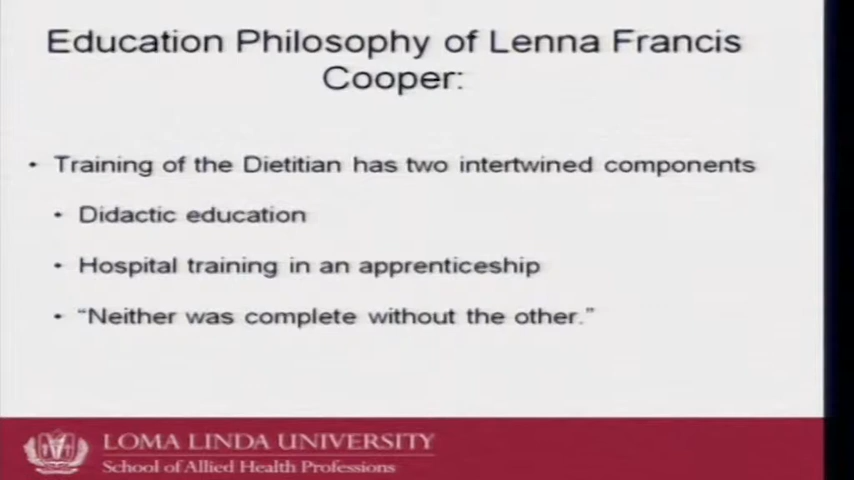 Education Philosophy of Lenna Francis
Cooper:
• Training of the Dietitian has two intertwined components
• Didactic education
• Hospital training in an apprenticeship
• “Neither was complete without the other.”
LOMA LINDA UNIVERSITY
School of Allied Health Professions